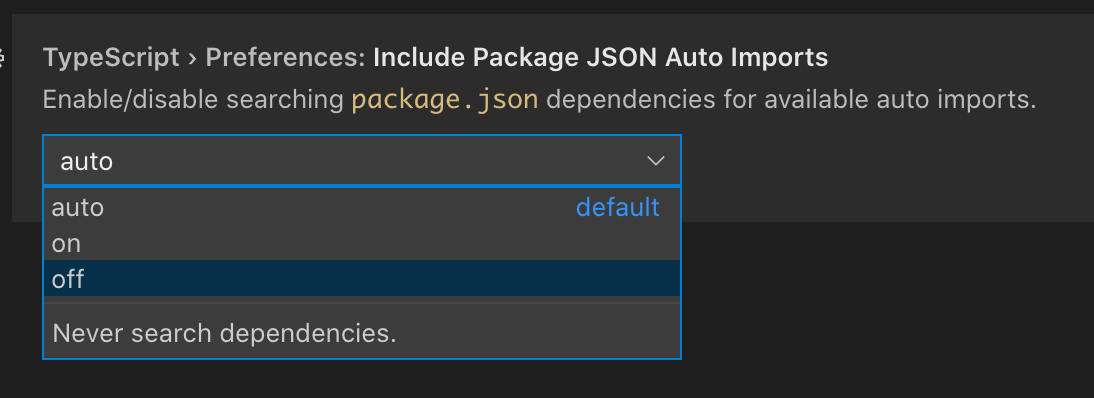 TypeScript › Preferences: Include Package JSON Auto Imports
Enable/disable searching package.json dependencies for available auto imports.
auto
auto default
on
off
Never search dependencies.